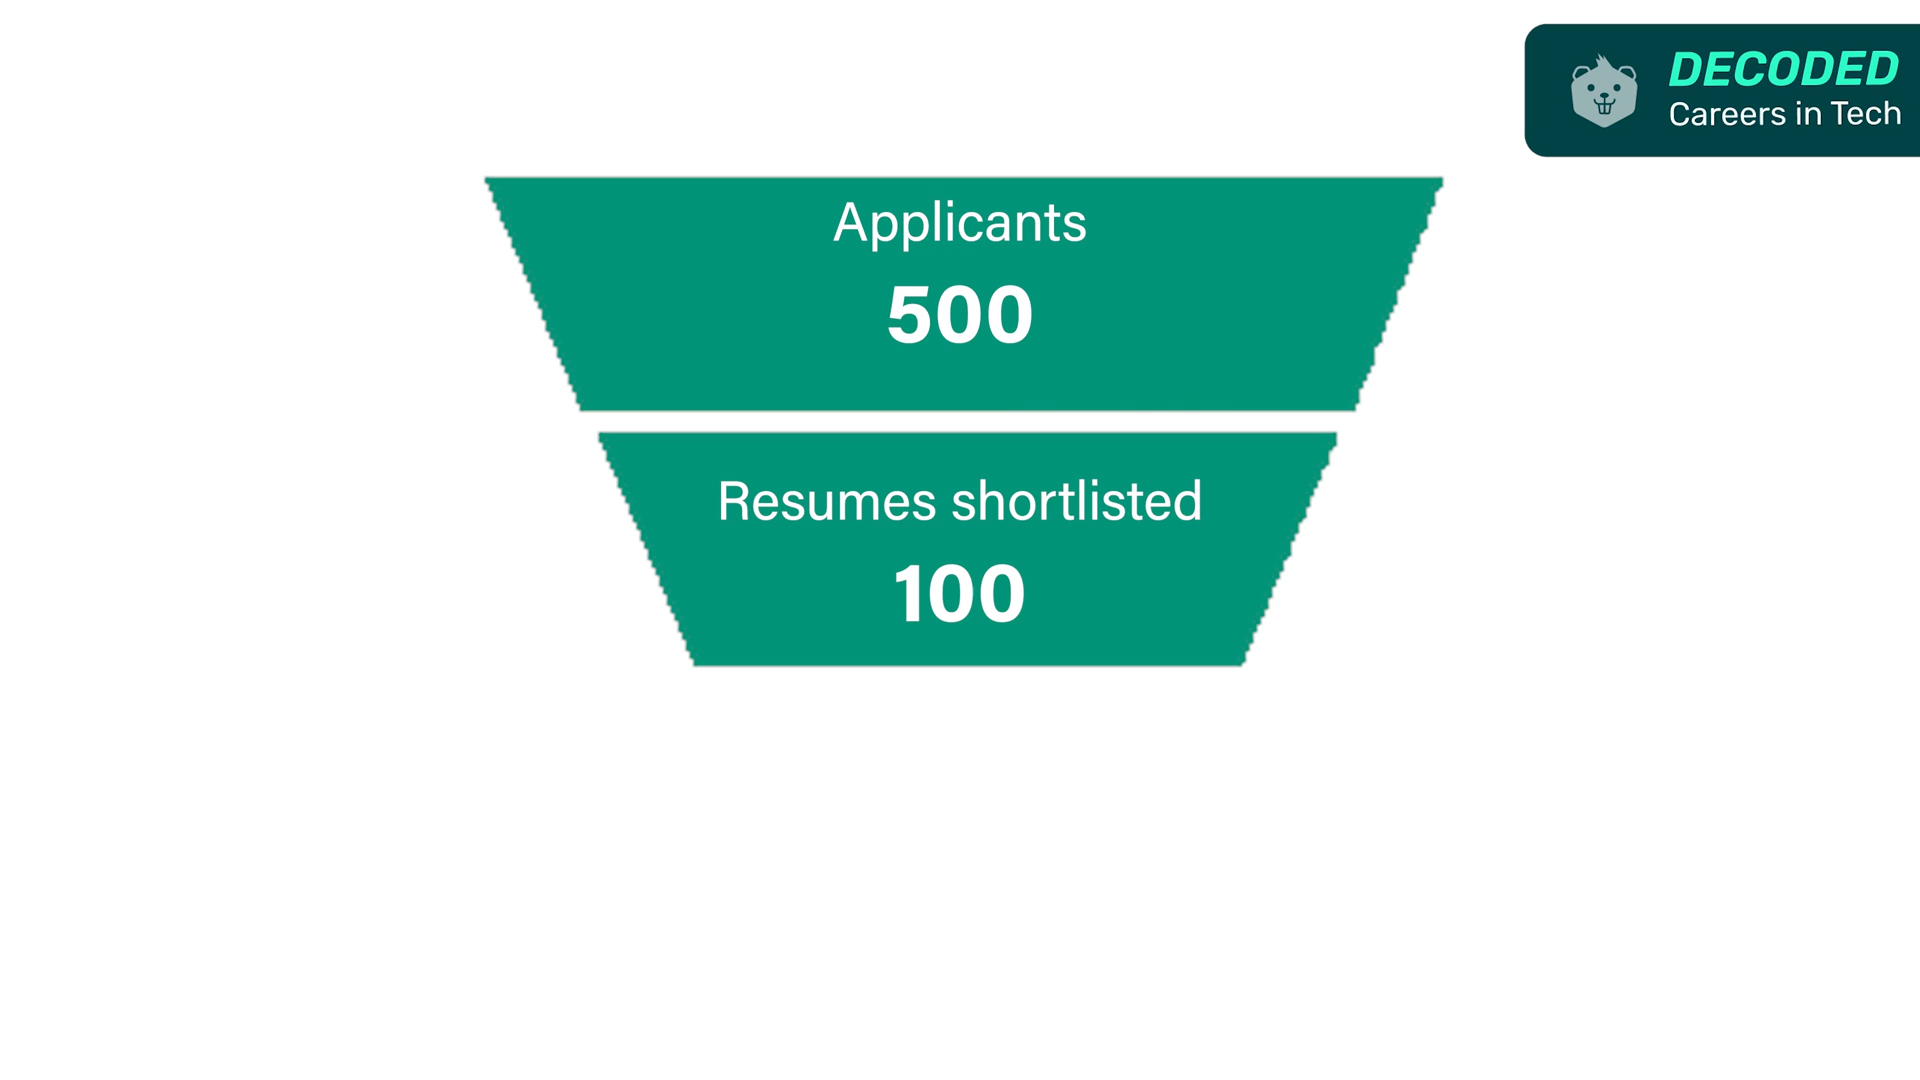 DECODED
Careers in Tech
Applicants
500
Resumes shortlisted
100